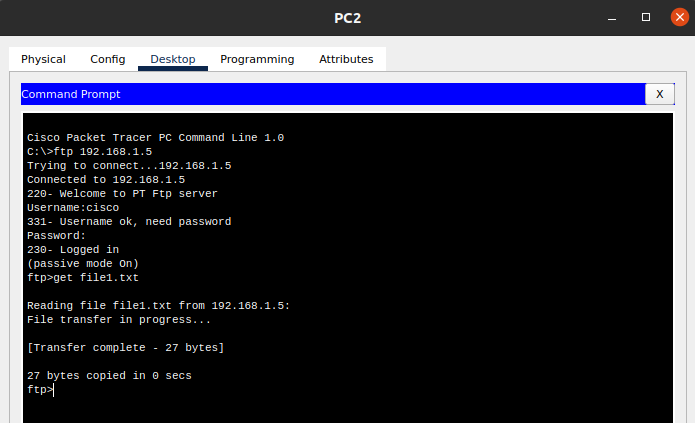 PC2
Physical Config Desktop Programming Attributes
Command Prompt X
Cisco Packet Tracer PC Command Line 1.0
C:\>ftp 192.168.1.5
Trying to connect...192.168.1.5
Connected to 192.168.1.5
220- Welcome to PT Ftp server
Username:cisco
331- Username ok, need password
Password:
230- Logged in
(passive mode On)
ftp>get file1.txt
Reading file file1.txt from 192.168.1.5:
File transfer in progress...
[Transfer complete - 27 bytes]
27 bytes copied in 0 secs
ftp>